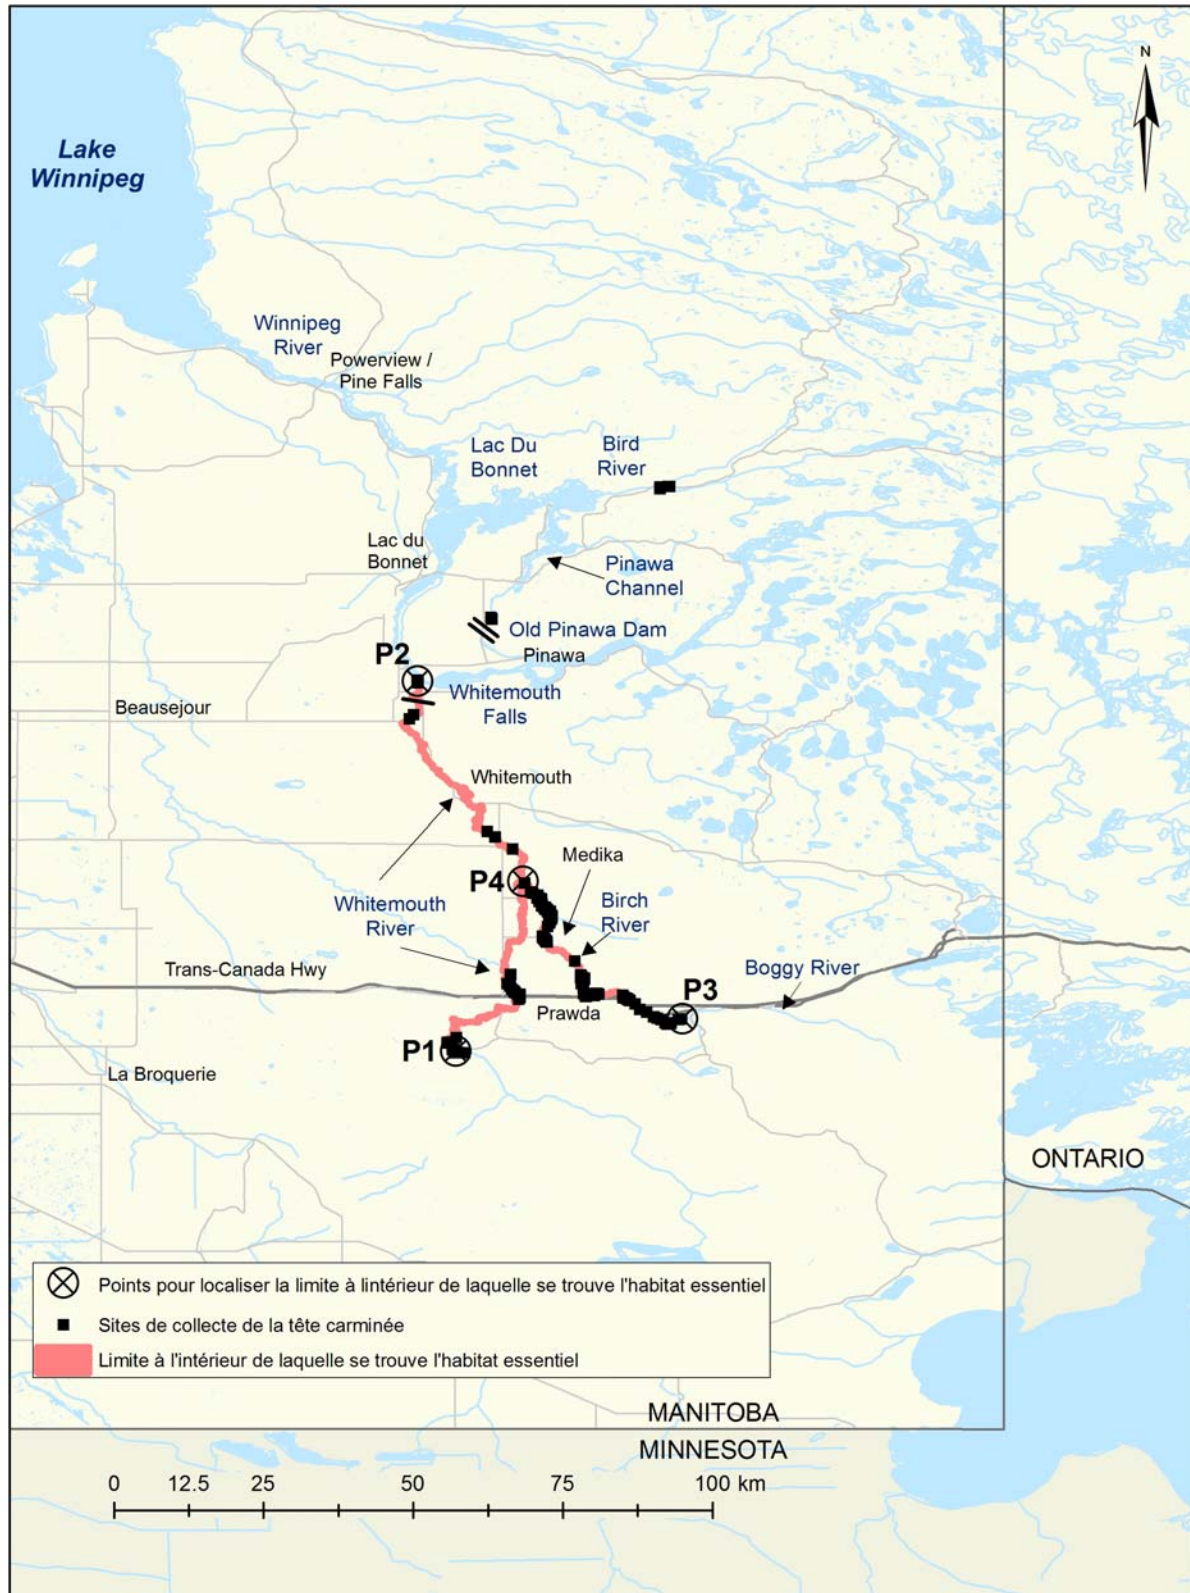 N
Lake
Winnipeg
Winnipeg
River
Powerview /
Pine Falls
Lac Du
Bonnet
Bird
River
Lac du
Bonnet
Pinawa
Channel
Old Pinawa Dam
Pinawa
P2
Whitemouth
Falls
Beausejour
Whitemouth
Medika
P4
Birch
River
Whitemouth
River
Trans-Canada Hwy
Boggy River
P3
Prawda
P1
La Broquerie
ONTARIO
Points pour localiser la limite à lintérieur de laquelle se trouve l'habitat essentiel
Sites de collecte de la tête carminée
Limite à l'intérieur de laquelle se trouve l'habitat essentiel
MANITOBA
MINNESOTA
0 12.5 25 50 75 100 km